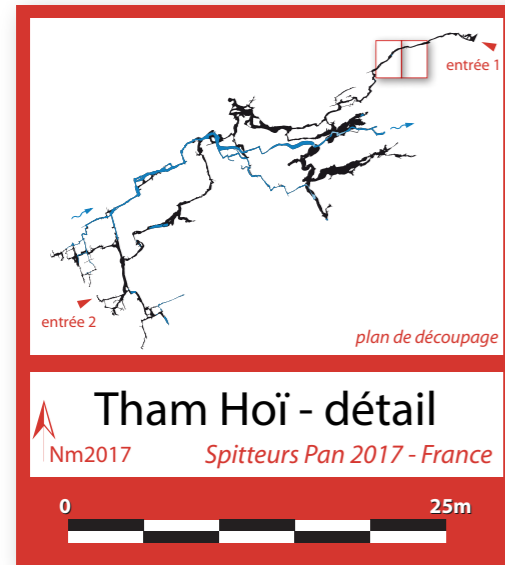 entrée 1
entrée 2
plan de découpage
Tham Hoï - détail
Nm2017 Spitteurs Pan 2017 - France
0 25m